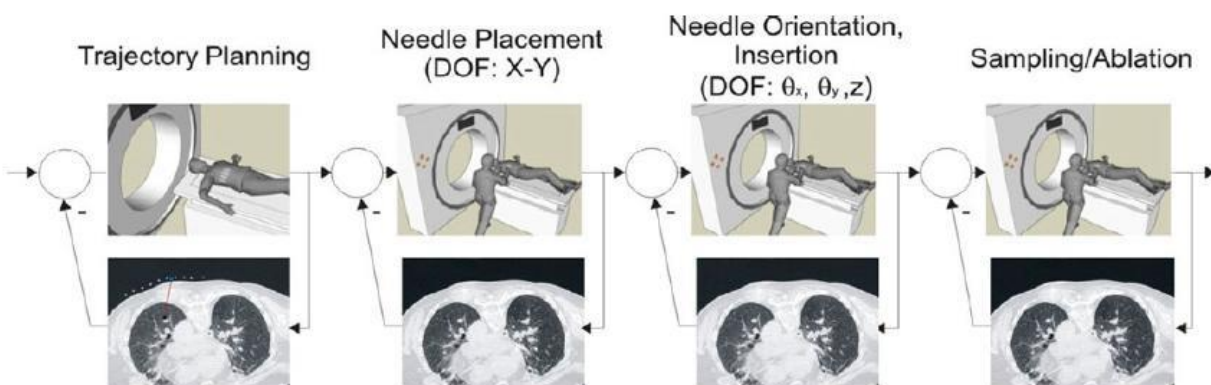 Trajectory Planning
Needle Placement
(DOF: X-Y)
Needle Orientation,
Insertion
(DOF: θx, θy,z)
Sampling/Ablation
-
-
-
-